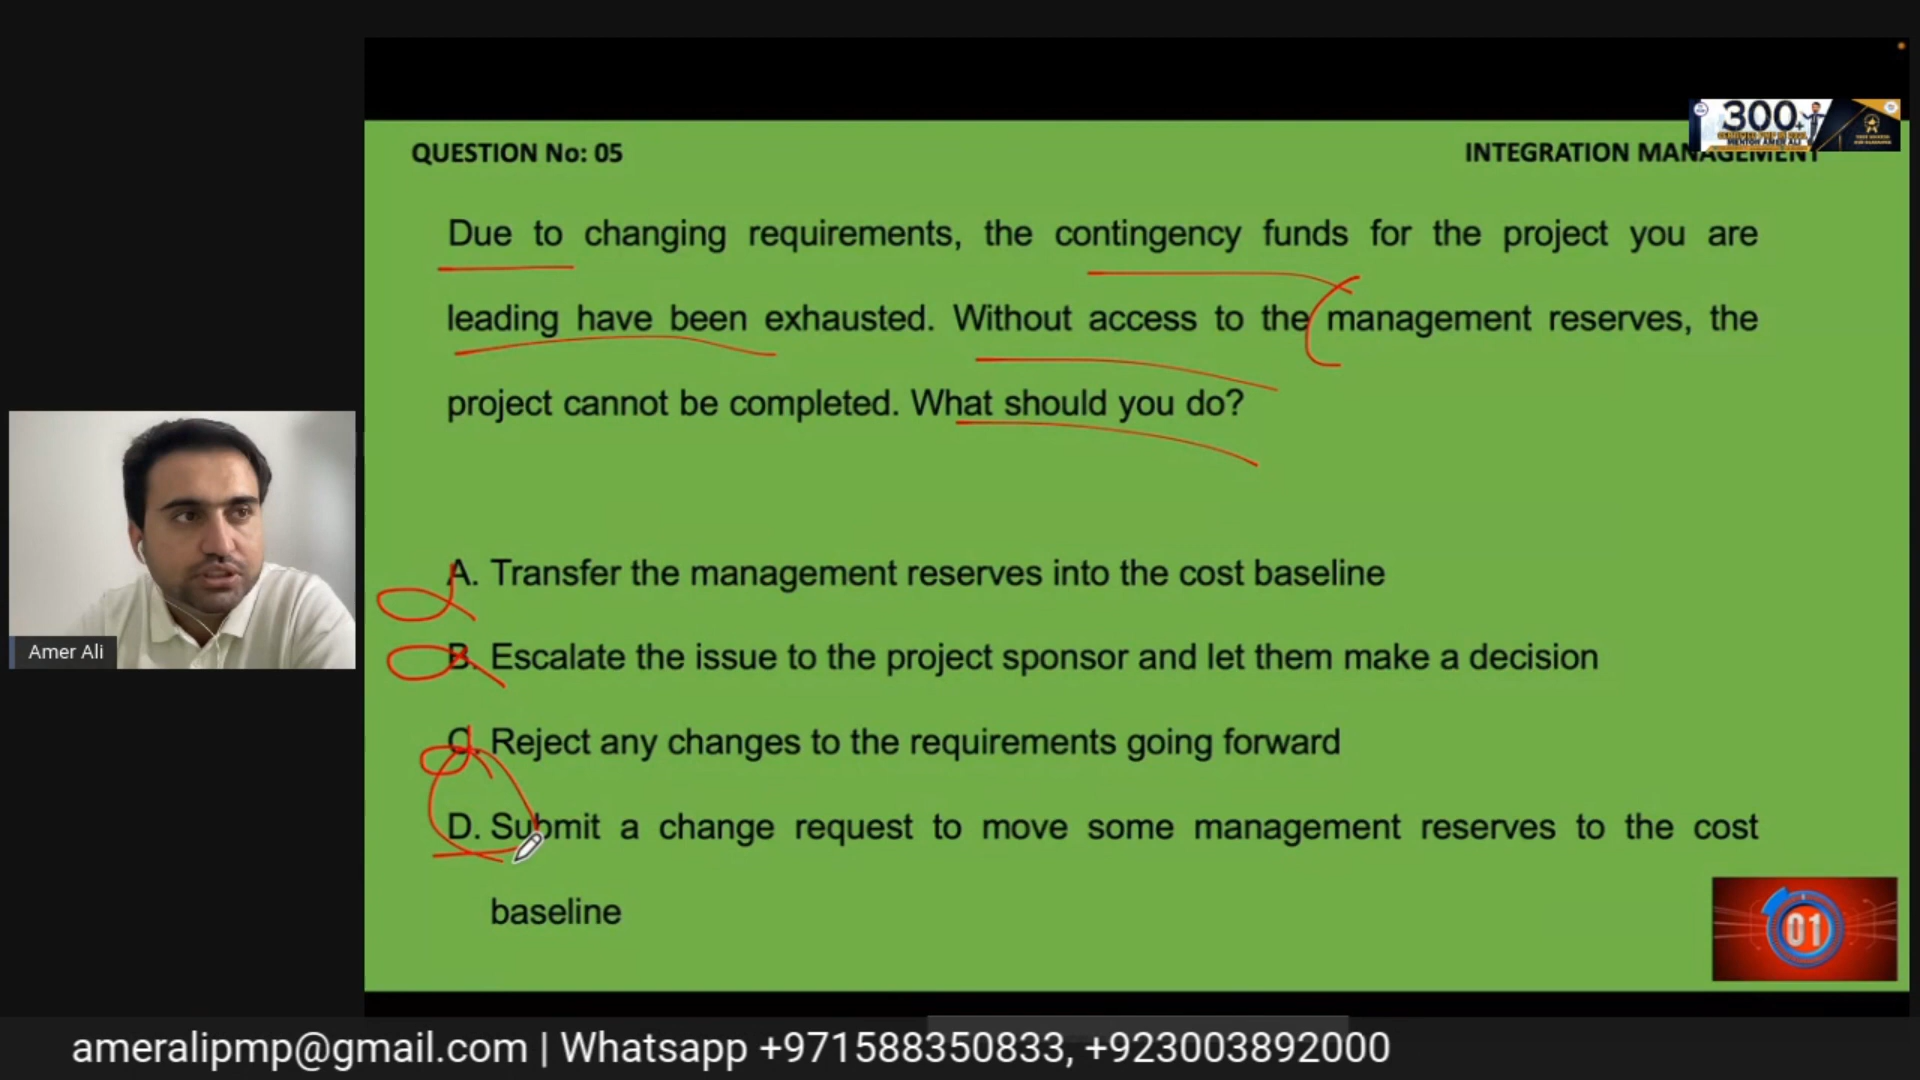 300+
MENTOR AMER ALI
QUESTION No: 05
INTEGRATION MANAGEMENT
Due to changing requirements, the contingency funds for the project you are
leading have been exhausted. Without access to the management reserves, the
project cannot be completed. What should you do?
A. Transfer the management reserves into the cost baseline
B. Escalate the issue to the project sponsor and let them make a decision
C. Reject any changes to the requirements going forward
D. Submit a change request to move some management reserves to the cost
baseline
Amer Ali
01
ameralipmp@gmail.com | Whatsapp +971588350833, +923003892000